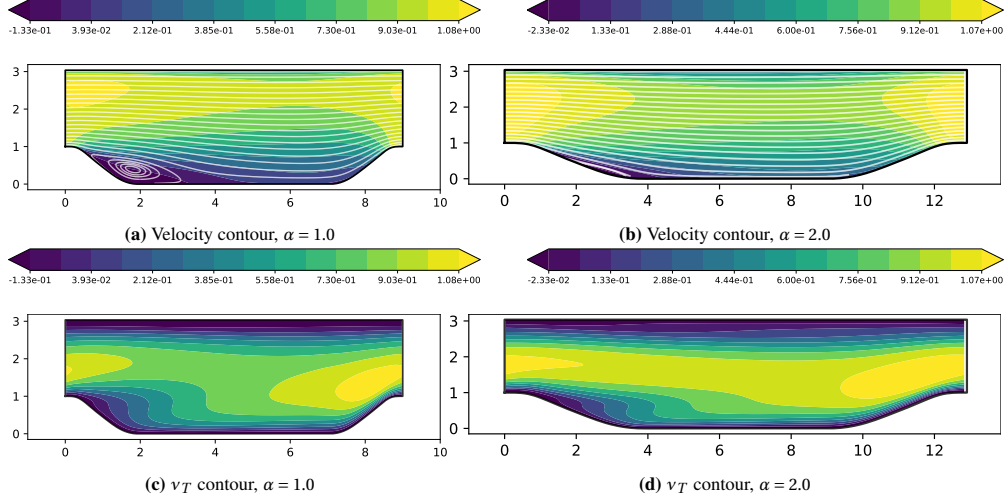 -1.33e-01 3.93e-02 2.12e-01 3.85e-01 5.58e-01 7.30e-01 9.03e-01 1.08e+00
-2.33e-02 1.33e-01 2.88e-01 4.44e-01 6.00e-01 7.56e-01 9.12e-01 1.07e+00
3
2
1
0
0 2 4 6 8 10
3
2
1
0
0 2 4 6 8 10 12
(a) Velocity contour, α = 1.0
(b) Velocity contour, α = 2.0
-1.33e-01 3.93e-02 2.12e-01 3.85e-01 5.58e-01 7.30e-01 9.03e-01 1.08e+00
-2.33e-02 1.33e-01 2.88e-01 4.44e-01 6.00e-01 7.56e-01 9.12e-01 1.07e+00
3
2
1
0
0 2 4 6 8 10
3
2
1
0
0 2 4 6 8 10 12
(c) νT contour, α = 1.0
(d) νT contour, α = 2.0